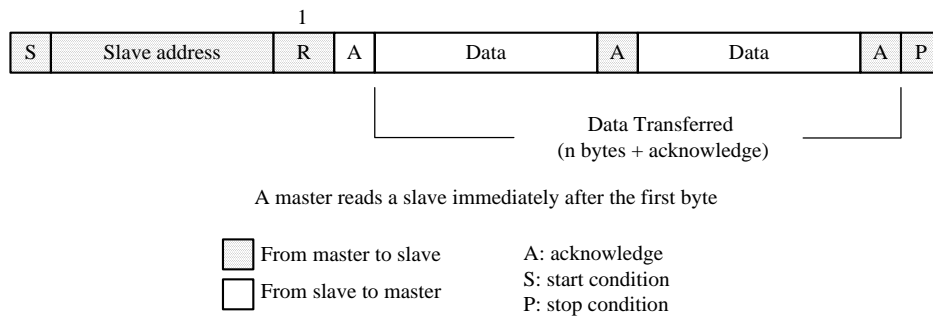 1
S Slave address R A Data A Data A P
Data Transferred
(n bytes + acknowledge)
A master reads a slave immediately after the first byte
From master to slave
From slave to master
A: acknowledge
S: start condition
P: stop condition